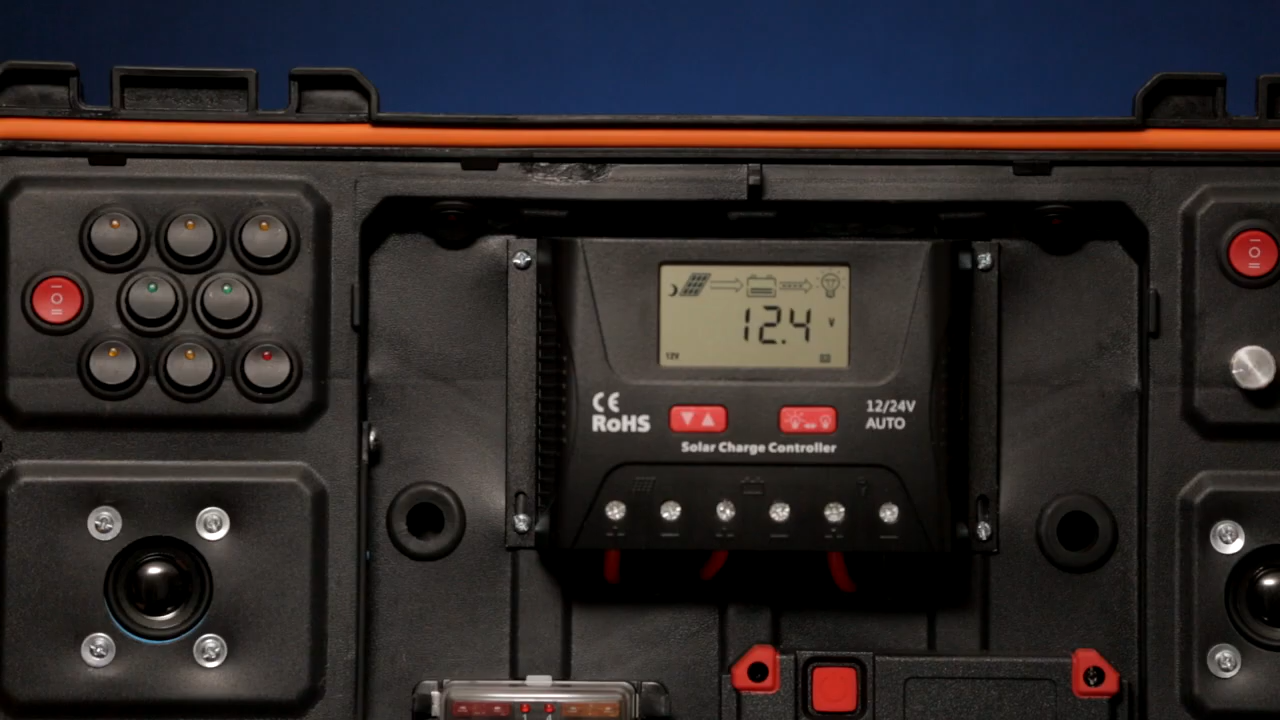 12.4 V
12V
CE
RoHS
12/24V
AUTO
Solar Charge Controller